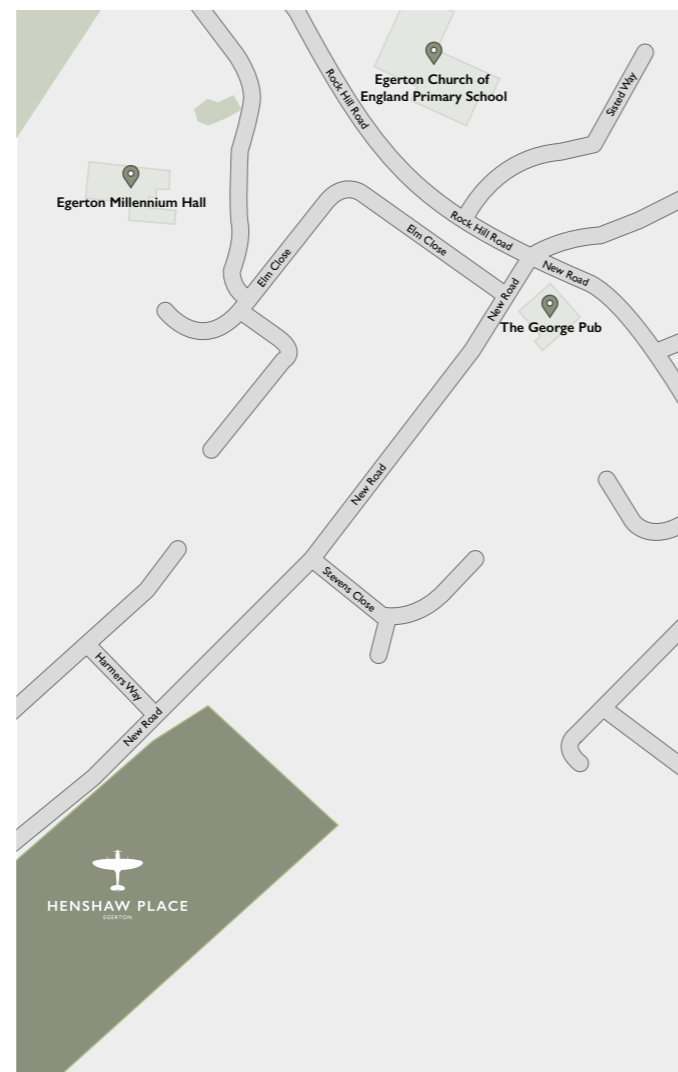 Rock Hill Road
Egerton Church of
England Primary School
Sisted Way
Egerton Millennium Hall
Rock Hill Road
Elm Close
Elm Close
New Road
New Road
The George Pub
New Road
Stevens Close
Harmers Way
New Road
HENSHAW PLACE
EGERTON